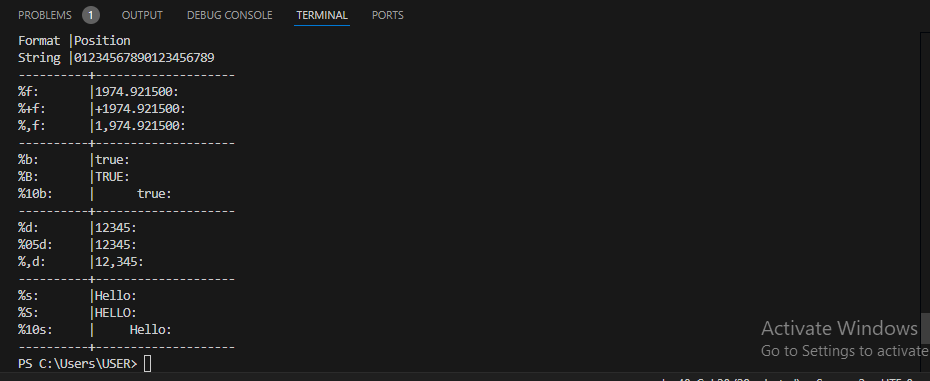 PROBLEMS 1 OUTPUT DEBUG CONSOLE TERMINAL PORTS
Format |Position
String |01234567890123456789
----------+--------------------
%f:       |1974.921500:
%+f:      |+1974.921500:
%,f:      |1,974.921500:
----------+--------------------
%b:       |true:
%B:       |TRUE:
%10b:     |      true:
----------+--------------------
%d:       |12345:
%05d:     |12345:
%,d:      |12,345:
----------+--------------------
%s:       |Hello:
%S:       |HELLO:
%10s:     |     Hello:
----------+--------------------
PS C:\Users\USER>
Activate Windows
Go to Settings to activate